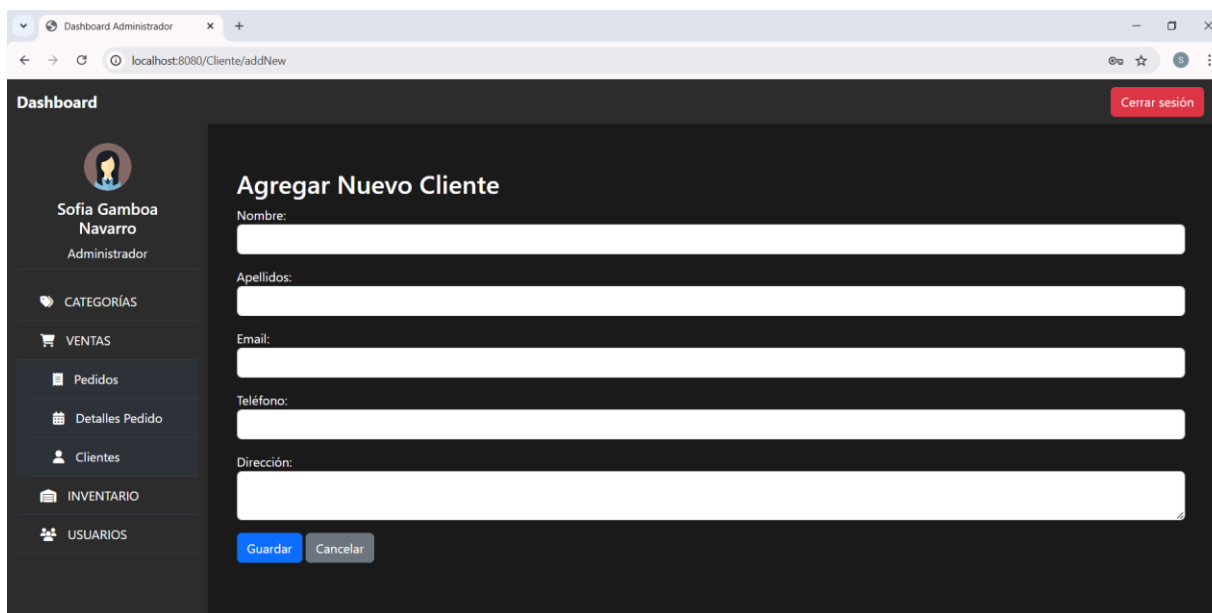 Dashboard Administrador
localhost:8080/Cliente/addNew
S
Dashboard
Cerrar sesión
Sofia Gamboa
Navarro
Administrador
CATEGORÍAS
VENTAS
Pedidos
Detalles Pedido
Clientes
INVENTARIO
USUARIOS
Agregar Nuevo Cliente
Nombre:
Apellidos:
Email:
Teléfono:
Dirección:
Guardar Cancelar